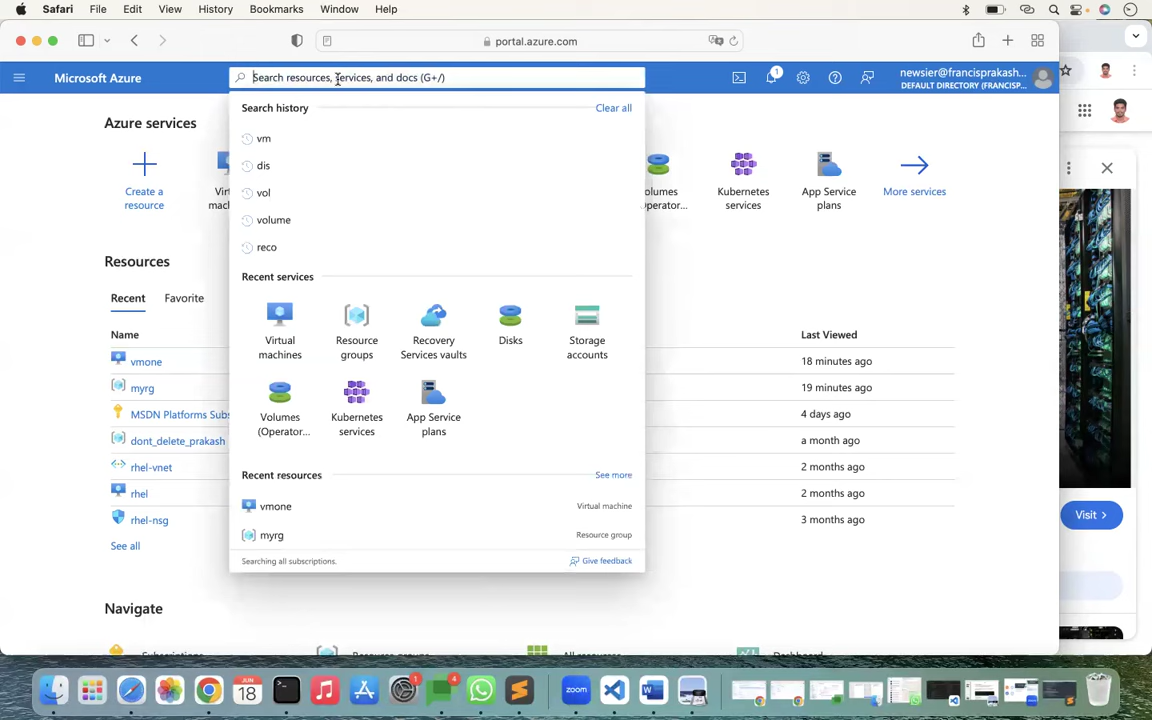 Safari File Edit View History Bookmarks Window Help
portal.azure.com
Microsoft Azure
Search resources, services, and docs (G+/)
1
newsier@francisprakash...
DEFAULT DIRECTORY (FRANCISP...
Azure services
Create a
resource
Kubernetes
services
App Service
plans
More services
Search history
Clear all
vm
dis
vol
volume
reco
Recent services
Virtual
machines
Resource
groups
Recovery
Services vaults
Disks
Storage
accounts
Volumes
(Operator...
Kubernetes
services
App Service
plans
Recent resources
See more
vmone
Virtual machine
myrg
Resource group
Searching all subscriptions.
Give feedback
Resources
Recent Favorite
Name
Last Viewed
vmone
18 minutes ago
myrg
19 minutes ago
MSDN Platforms Subs
4 days ago
dont_delete_prakash
a month ago
rhel-vnet
2 months ago
rhel
2 months ago
rhel-nsg
3 months ago
See all
Navigate
Visit >
JUN
18
1
4
zoom